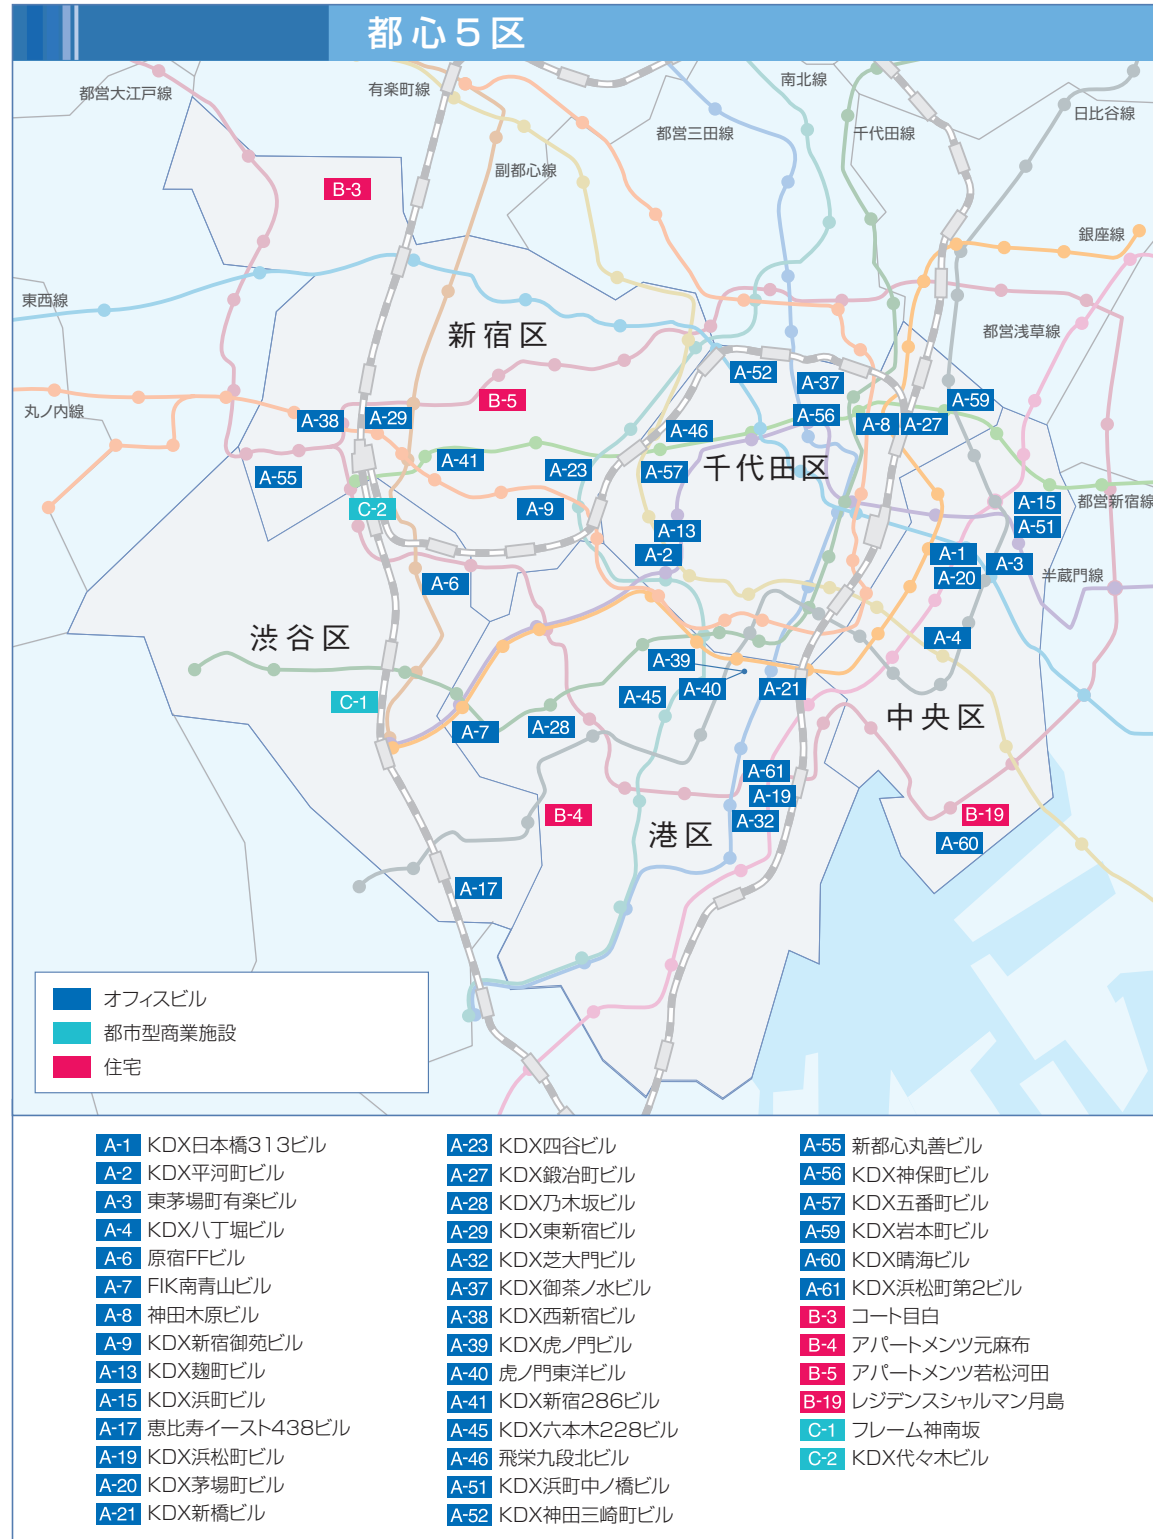 都心5区
都営大江戸線
有楽町線
南北線
都営三田線
千代田線
日比谷線
副都心線
B-3
銀座線
東西線
都営浅草線
新宿区
A-52
A-37
B-5
A-59
丸ノ内線
A-38
A-29
A-56
A-8
A-27
A-46
A-41
A-23
A-57
千代田区
A-55
A-15
都営新宿線
C-2
A-9
A-13
A-51
A-2
A-1
A-3
半蔵門線
A-6
A-20
渋谷区
A-4
A-39
A-40
A-21
C-1
A-45
中央区
A-7
A-28
A-61
A-19
B-4
A-32
B-19
港区
A-60
A-17
オフィスビル
都市型商業施設
住宅
A-1 KDX日本橋313ビル
A-2 KDX平河町ビル
A-3 東茅場町有楽ビル
A-4 KDX八丁堀ビル
A-6 原宿FFビル
A-7 FIK南青山ビル
A-8 神田木原ビル
A-9 KDX新宿御苑ビル
A-13 KDX麹町ビル
A-15 KDX浜町ビル
A-17 恵比寿イースト438ビル
A-19 KDX浜松町ビル
A-20 KDX茅場町ビル
A-21 KDX新橋ビル
A-23 KDX四谷ビル
A-27 KDX鍛冶町ビル
A-28 KDX乃木坂ビル
A-29 KDX東新宿ビル
A-32 KDX芝大門ビル
A-37 KDX御茶ノ水ビル
A-38 KDX西新宿ビル
A-39 KDX虎ノ門ビル
A-40 虎ノ門東洋ビル
A-41 KDX新宿286ビル
A-45 KDX六本木228ビル
A-46 飛栄九段北ビル
A-51 KDX浜町中ノ橋ビル
A-52 KDX神田三崎町ビル
A-55 新都心丸善ビル
A-56 KDX神保町ビル
A-57 KDX五番町ビル
A-59 KDX岩本町ビル
A-60 KDX晴海ビル
A-61 KDX浜松町第2ビル
B-3 コート目白
B-4 アパートメンツ元麻布
B-5 アパートメンツ若松河田
B-19 レジデンスシャルマン月島
C-1 フレーム神南坂
C-2 KDX代々木ビル